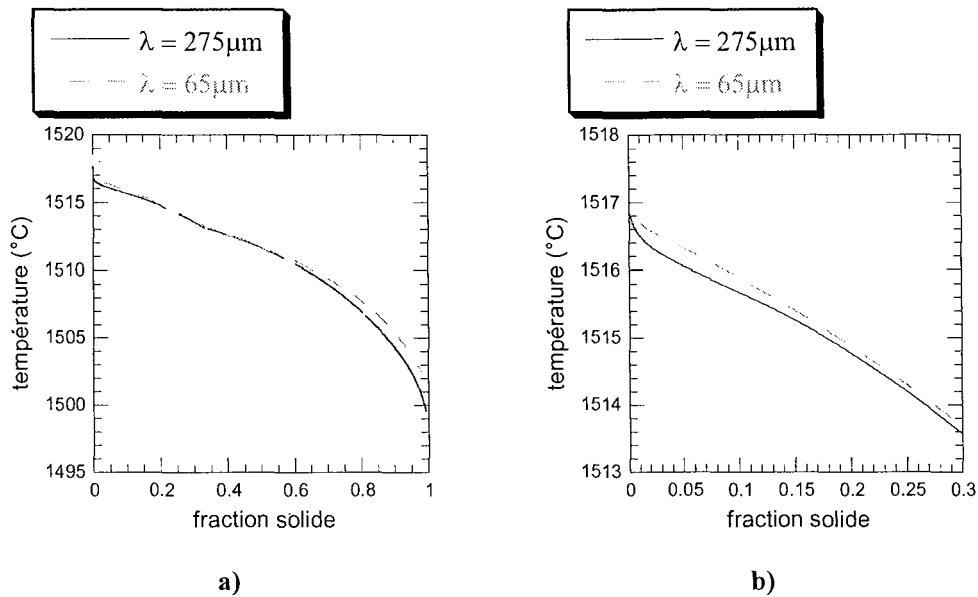 λ = 275μm
λ = 65μm
1520
1515
1510
1505
1500
1495
température (°C)
0
0.2
0.4
0.6
0.8
1
fraction solide
a)
λ = 275μm
λ = 65μm
1518
1517
1516
1515
1514
1513
température (°C)
0
0.05
0.1
0.15
0.2
0.25
0.3
fraction solide
b)